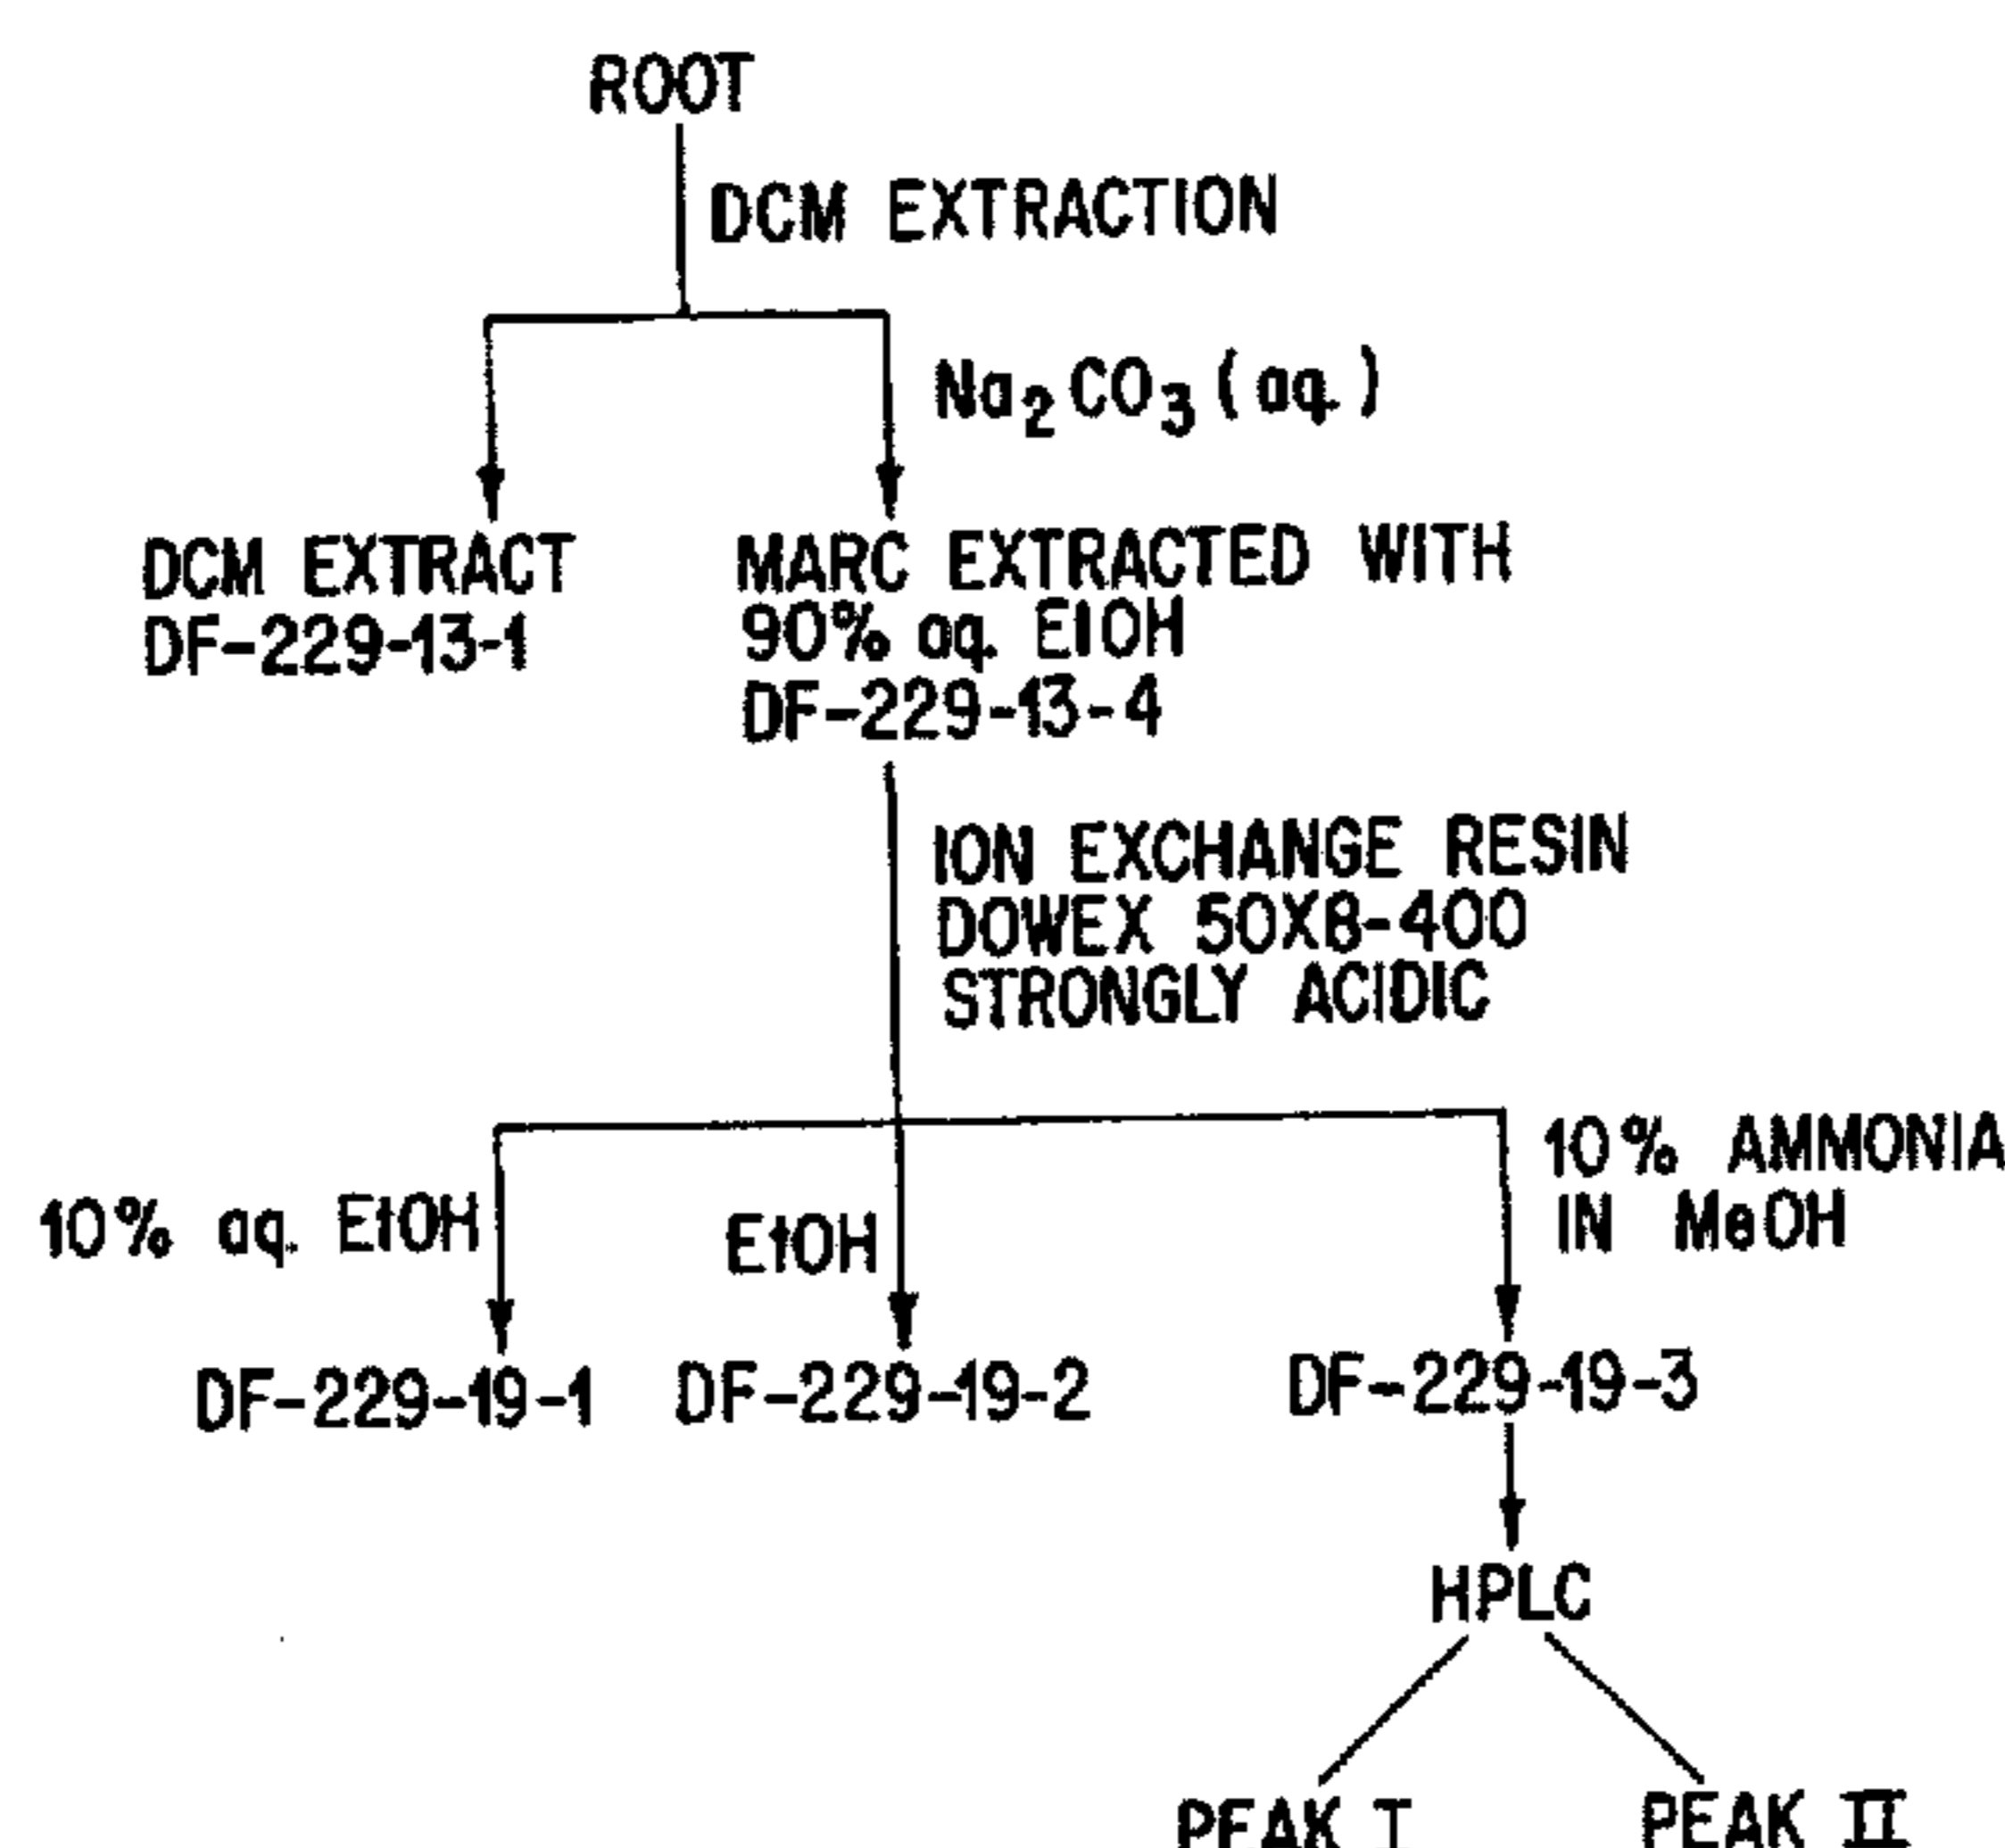 ROOT
DCM EXTRACTION
Na₂CO₃ (aq.)
DCM EXTRACT
DF-229-13-1
MARC EXTRACTED WITH
90% aq. EtOH
DF-229-13-4
ION EXCHANGE RESIN
DOWEX 50X8-400
STRONGLY ACIDIC
10% aq. EtOH
EtOH
10% AMMONIA
IN MeOH
DF-229-19-1
DF-229-19-2
DF-229-19-3
HPLC
PEAK I
PEAK II